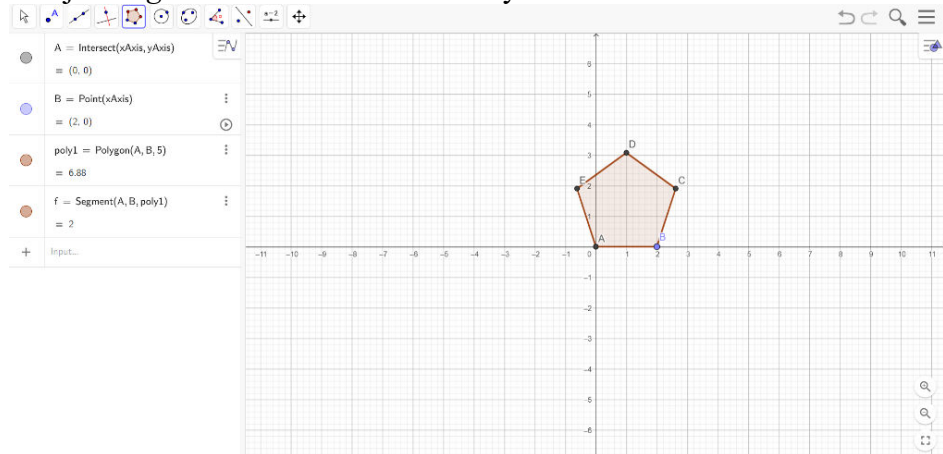 a=2
A = Intersect(xAxis, yAxis)
= (0, 0)
B = Point(xAxis)
= (2, 0)
poly1 = Polygon(A, B, 5)
= 6.88
f = Segment(A, B, poly1)
= 2
+ Input...
6
5
4
D
3
E
2
C
1
A
B
-11 -10 -9 -8 -7 -6 -5 -4 -3 -2 -1 0 1 2 3 4 5 6 7 8 9 10 11
-1
-2
-3
-4
-5
-6